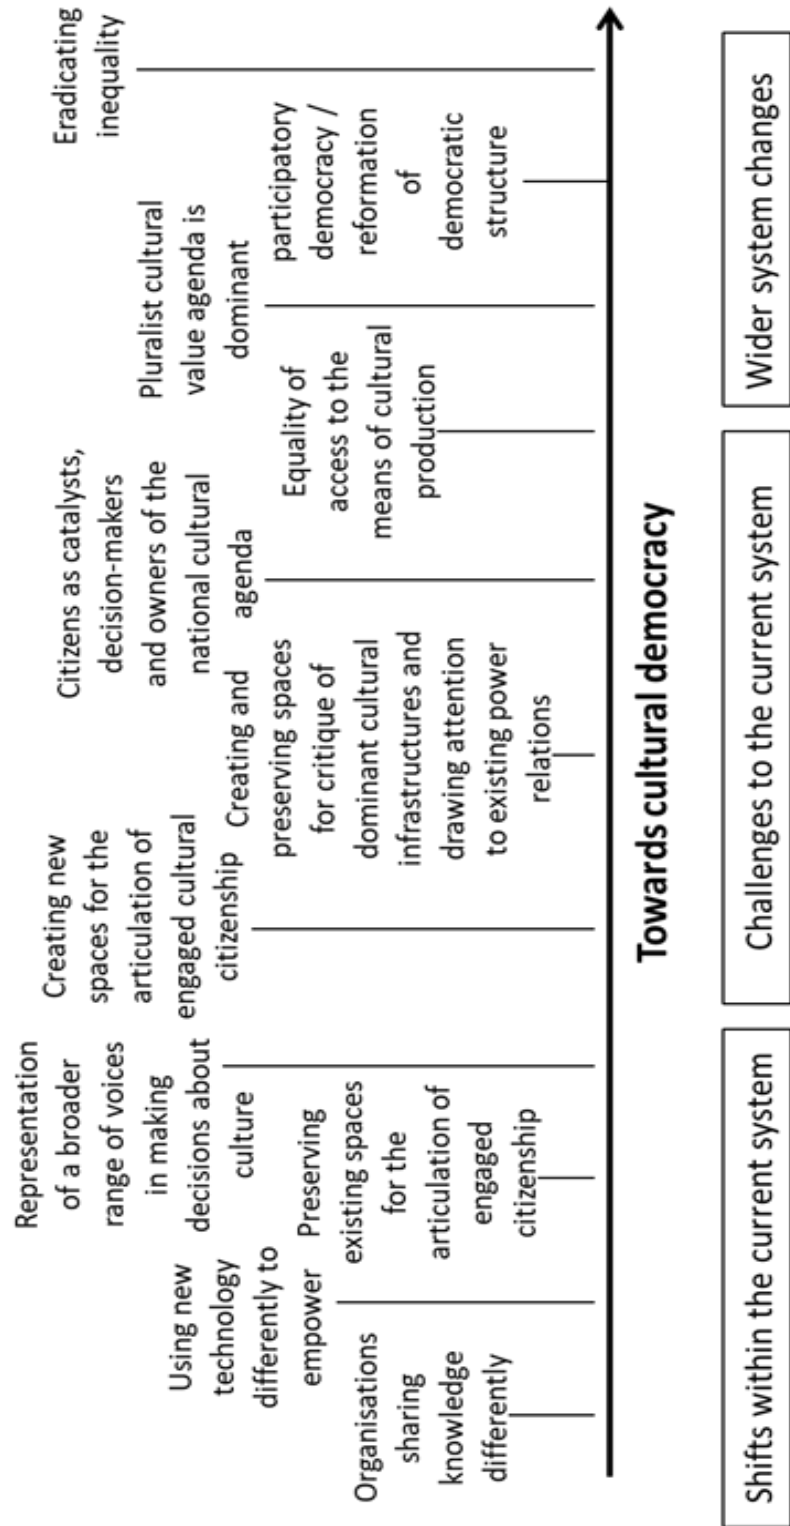 Organisations
sharing
knowledge
differently
Using new
technology
differently to
empower
Preserving
existing spaces
for the
articulation of
engaged
citizenship
Representation
of a broader
range of voices
in making
decisions about
culture
Creating new
spaces for the
articulation of
engaged cultural
citizenship
Creating and
preserving spaces
for critique of
dominant cultural
infrastructures and
drawing attention
to existing power
relations
Citizens as catalysts,
decision-makers
and owners of the
national cultural
agenda
Equality of
access to the
means of cultural
production
Pluralist cultural
value agenda is
dominant
participatory
democracy /
reformation
of
democratic
structure
Eradicating
inequality
Towards cultural democracy
Shifts within the current system
Challenges to the current system
Wider system changes